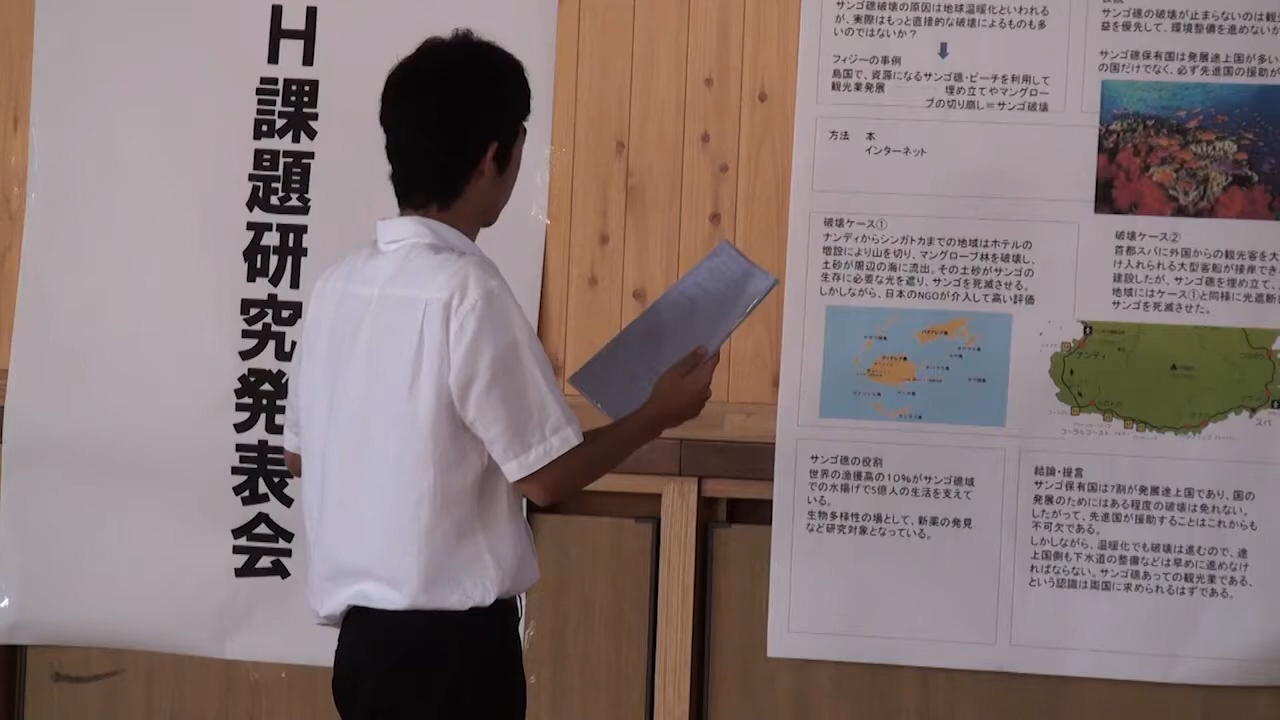 H課題研究発表会
サンゴ礁破壊の原因は地球温暖化といわれる
が、実際はもっと直接的な破壊によるものも多
いのではないか？
フィジーの事例
島国で、資源になるサンゴ礁・ビーチを利用して
観光業発展
埋め立てやマングロー
ブの切り崩し＝サンゴ破壊
方法 本
インターネット
破壊ケース①
ナンディからシンガトカまでの地域はホテルの
増設により山を切り、マングローブ林を破壊し、
土砂が周辺の海に流出。その土砂がサンゴの
生存に必要な光を遮り、サンゴを死滅させる。
しかしながら、日本のNGOが介入して高い評価
サンゴ礁の役割
世界の漁獲高の10%がサンゴ礁域
での水揚げで5億人の生活を支えて
いる。
生物多様性の場として、新薬の発見
など研究対象となっている。
サンゴ礁の破壊が止まらないのは観
益を優先して、環境整備を進めないか
サンゴ礁保有国は発展途上国が多い
の国だけでなく、必ず先進国の援助が
破壊ケース②
首都スバに外国からの観光客を大
け入れられる大型客船が接岸でき
建設したが、サンゴ礁を埋め立て、
地域にはケース①と同様に光遮断
サンゴを死滅させた。
ナンディ
スバ
コーラルコースト
結論・提言
サンゴ保有国は7割が発展途上国であり、国の
発展のためにはある程度の破壊は免れない。
したがって、先進国が援助することはこれからも
不可欠である。
しかしながら、温暖化でも破壊は進むので、途
上国側も下水道の整備などは早めに進めなけ
ればならない。サンゴ礁あっての観光業である、
という認識は両国に求められるはずである。